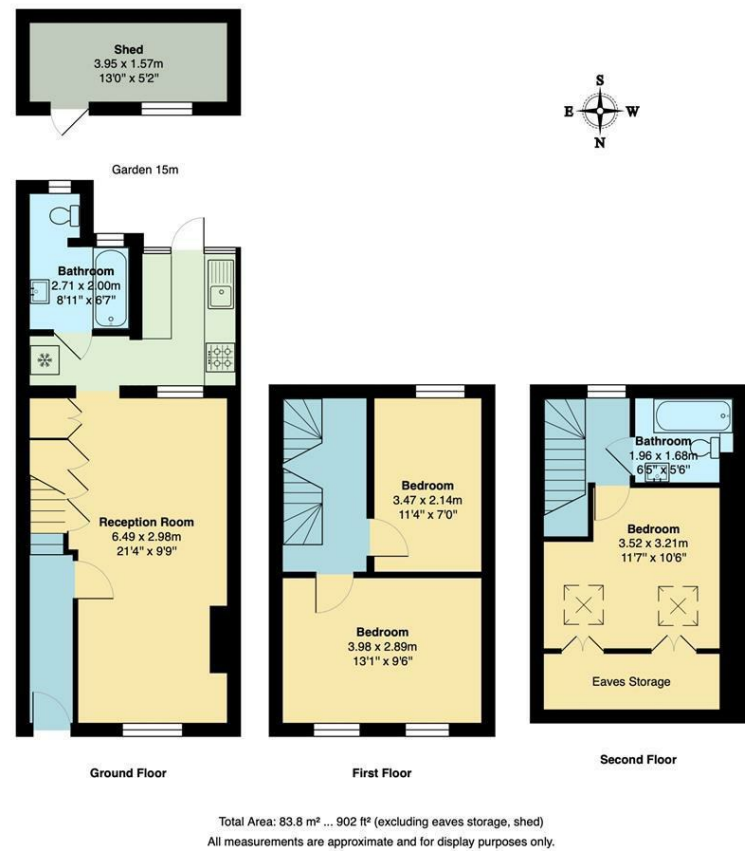 Shed
3.95 x 1.57m
13'0" x 5'2"
S
E W
N
Garden 15m
Bathroom
2.71 x 2.00m
8'11" x 6'7"
Reception Room
6.49 x 2.98m
21'4" x 9'9"
Bedroom
3.47 x 2.14m
11'4" x 7'0"
Bedroom
3.98 x 2.89m
13'1" x 9'6"
Bathroom
1.96 x 1.68m
6'5" x 5'6"
Bedroom
3.52 x 3.21m
11'7" x 10'6"
Eaves Storage
Ground Floor
First Floor
Second Floor
Total Area: 83.8 m² ... 902 ft² (excluding eaves storage, shed)
All measurements are approximate and for display purposes only.